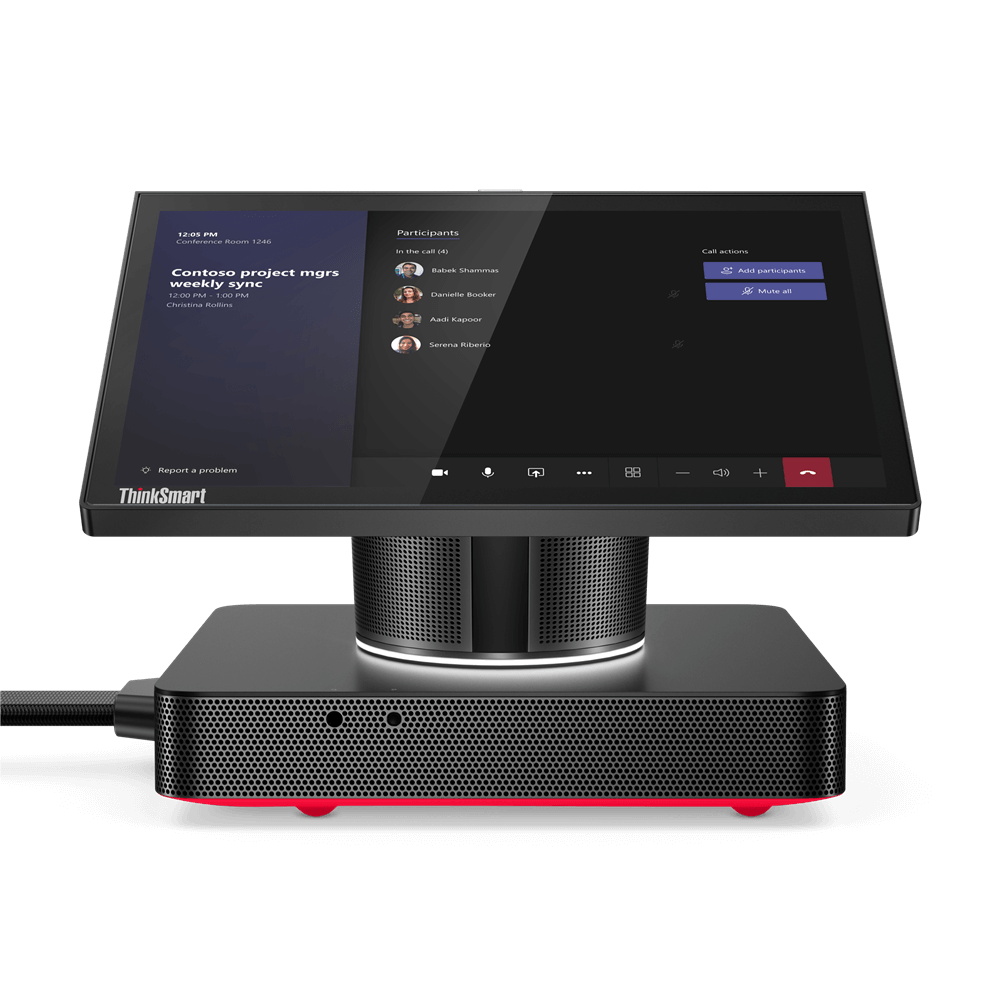 12:05 PM
Conference Room 1246
Contoso project mgrs
weekly sync
12:00 PM - 1:00 PM
Christina Rollins
Report a problem
Participants
In the call (4)
Babek Shammas
Danielle Booker
Aadi Kapoor
Serena Riberio
Call actions
Add participants
Mute all
ThinkSmart